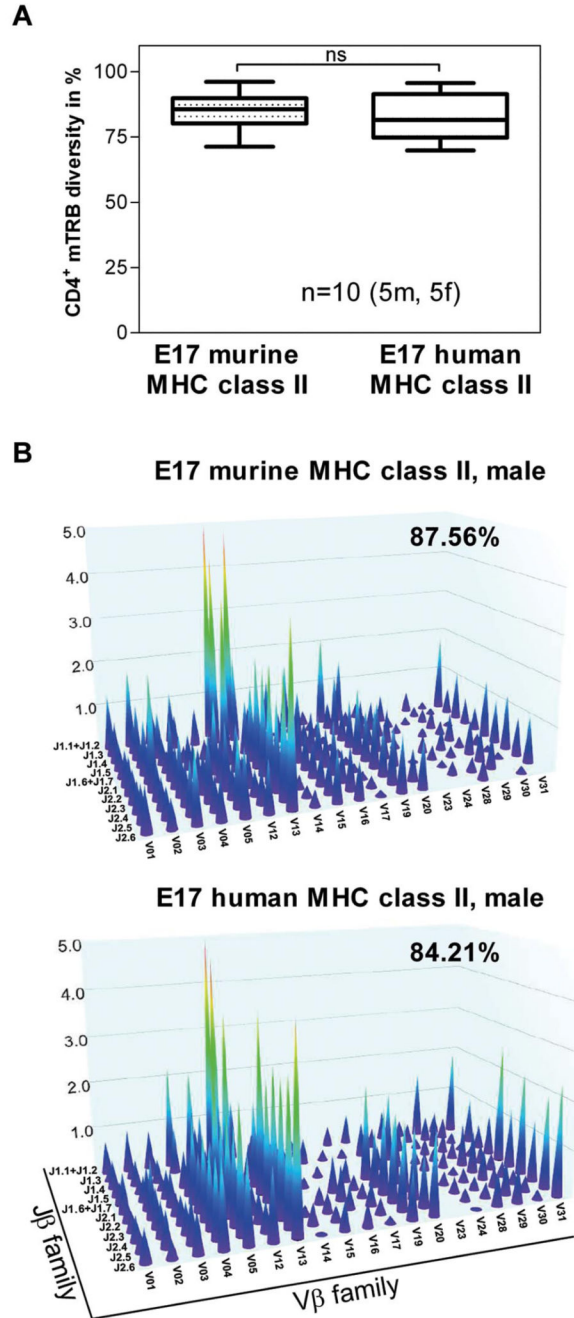 A
ns
CD4+ mTRB diversity in %
100
75
50
25
0
n=10 (5m, 5f)
E17 murine
MHC class II
E17 human
MHC class II
B
E17 murine MHC class II, male
87.56%
5.0
4.0
3.0
2.0
1.0
J1.1+J1.2
J1.3
J1.4
J1.5
J1.6+J1.7
J2.1
J2.2
J2.3
J2.4
J2.5
J2.6
V01
V02
V03
V04
V05
V12
V13
V14
V15
V16
V17
V19
V20
V23
V24
V28
V29
V30
V31
E17 human MHC class II, male
84.21%
5.0
4.0
3.0
2.0
1.0
J1.1+J1.2
J1.3
J1.4
J1.5
J1.6+J1.7
J2.1
J2.2
J2.3
J2.4
J2.5
J2.6
V01
V02
V03
V04
V05
V12
V13
V14
V15
V16
V17
V19
V20
V23
V24
V28
V29
V30
V31
Jβ family
Vβ family